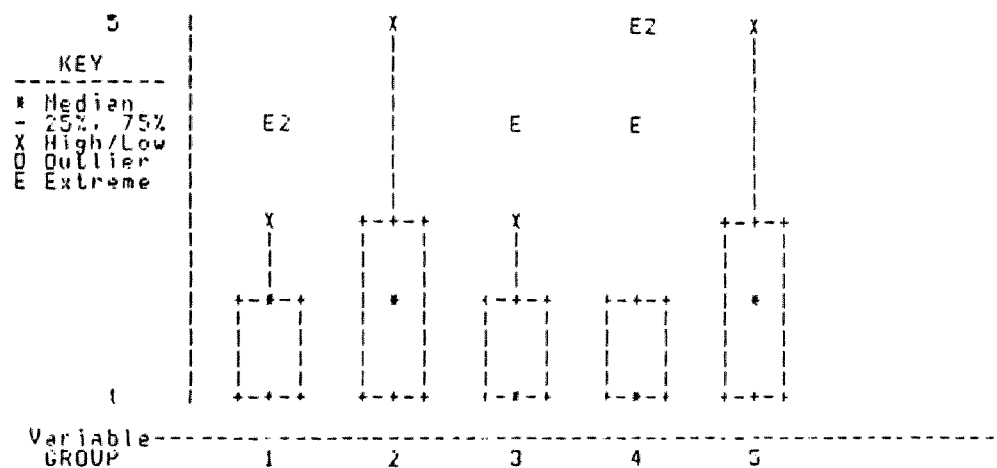 5 X E2 X
KEY
* Median
- 25%, 75%
X High/Low
O Outlier
E Extreme
E2 E E
X X
1
Variable
GROUP 1 2 3 4 5